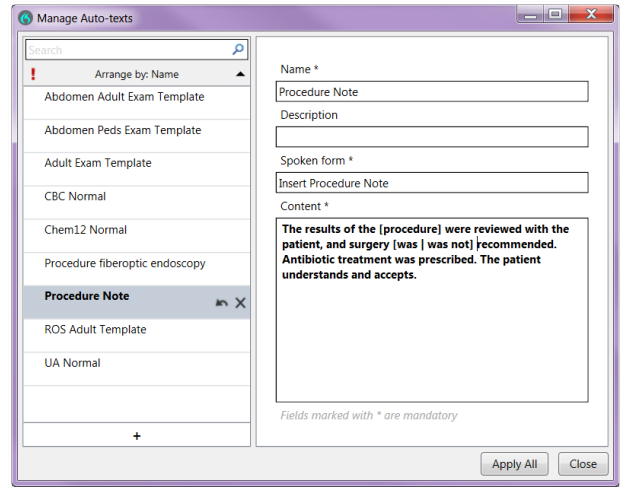 Manage Auto-texts
X
Search
! Arrange by: Name
Abdomen Adult Exam Template
Abdomen Peds Exam Template
Adult Exam Template
CBC Normal
Chem12 Normal
Procedure fiberoptic endoscopy
Procedure Note
ROS Adult Template
UA Normal
+
Name *
Procedure Note
Description
Spoken form *
Insert Procedure Note
Content *
The results of the [procedure] were reviewed with the
patient, and surgery [was | was not] recommended.
Antibiotic treatment was prescribed. The patient
understands and accepts.
Fields marked with * are mandatory
Apply All Close